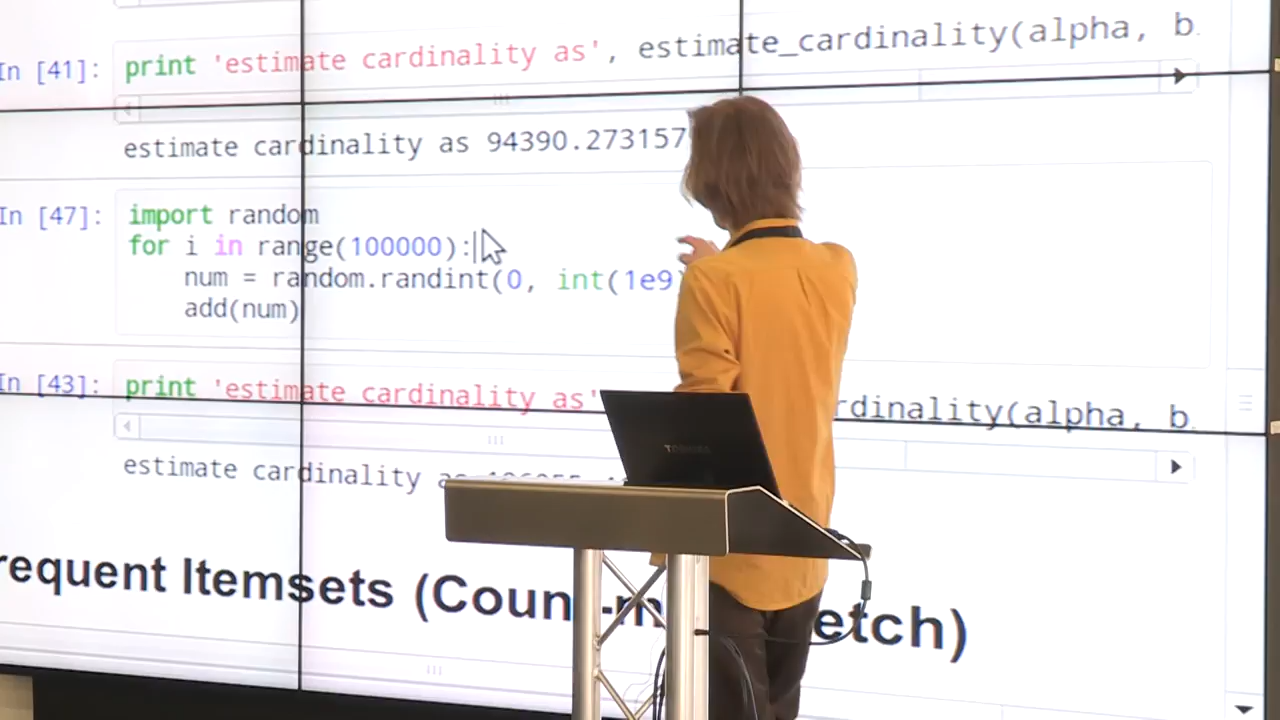 In [41]: print 'estimate cardinality as', estimate_cardinality(alpha, b
estimate cardinality as 94390.273157
In [47]: import random
for i in range(100000):
num = random.randint(0, int(1e9)
add(num)
In [43]: print 'estimate cardinality as' rdinality(alpha, b
estimate cardinality
requent Itemsets (Coun -m etch)
TOSHIBA